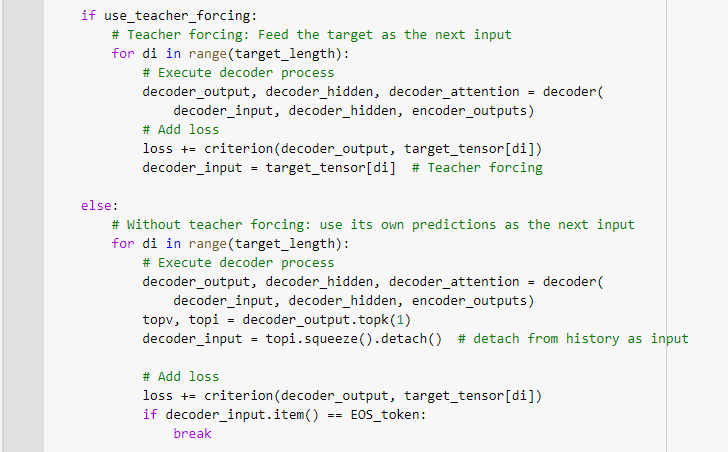 if use_teacher_forcing:
    # Teacher forcing: Feed the target as the next input
    for di in range(target_length):
        # Execute decoder process
        decoder_output, decoder_hidden, decoder_attention = decoder(
            decoder_input, decoder_hidden, encoder_outputs)
        # Add loss
        loss += criterion(decoder_output, target_tensor[di])
        decoder_input = target_tensor[di]  # Teacher forcing

else:
    # Without teacher forcing: use its own predictions as the next input
    for di in range(target_length):
        # Execute decoder process
        decoder_output, decoder_hidden, decoder_attention = decoder(
            decoder_input, decoder_hidden, encoder_outputs)
        topv, topi = decoder_output.topk(1)
        decoder_input = topi.squeeze().detach()  # detach from history as input

        # Add loss
        loss += criterion(decoder_output, target_tensor[di])
        if decoder_input.item() == EOS_token:
            break